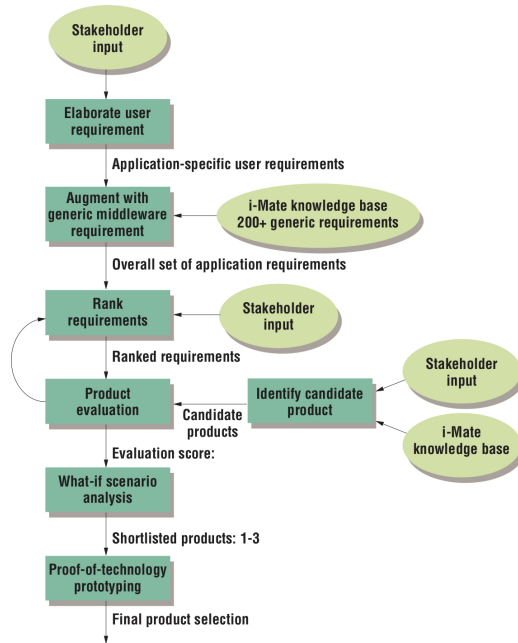 Stakeholder
input
Elaborate user
requirement
Application-specific user requirements
Augment with
generic middleware
requirement
i-Mate knowledge base
200+ generic requirements
Overall set of application requirements
Rank
requirements
Stakeholder
input
Ranked requirements
Stakeholder
input
Product
evaluation
Candidate
products
Identify candidate
product
i-Mate
knowledge base
Evaluation score:
What-if scenario
analysis
Shortlisted products: 1-3
Proof-of-technology
prototyping
Final product selection